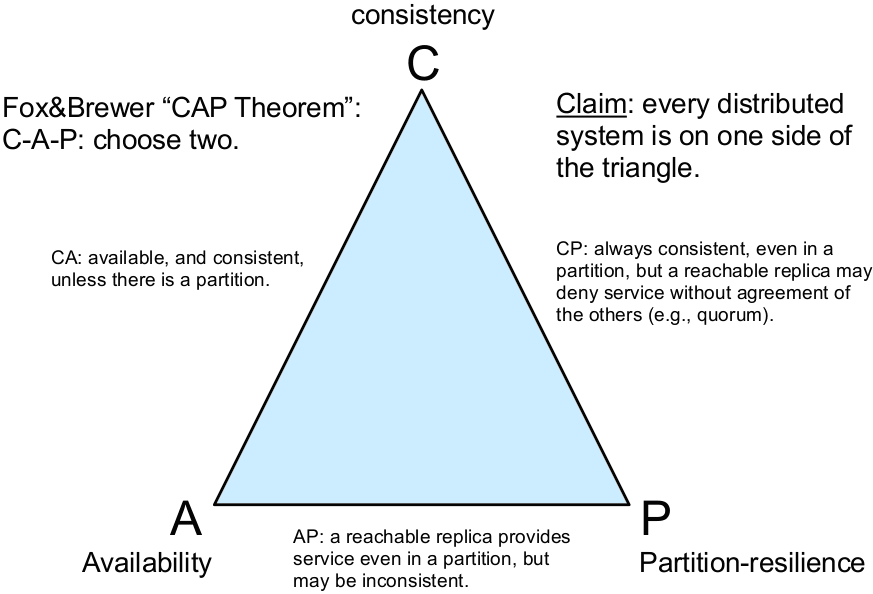 consistency
C
Fox&Brewer “CAP Theorem”:
C-A-P: choose two.
Claim: every distributed
system is on one side of
the triangle.
CA: available, and consistent,
unless there is a partition.
CP: always consistent, even in a
partition, but a reachable replica may
deny service without agreement of
the others (e.g., quorum).
A
Availability
AP: a reachable replica provides
service even in a partition, but
may be inconsistent.
P
Partition-resilience